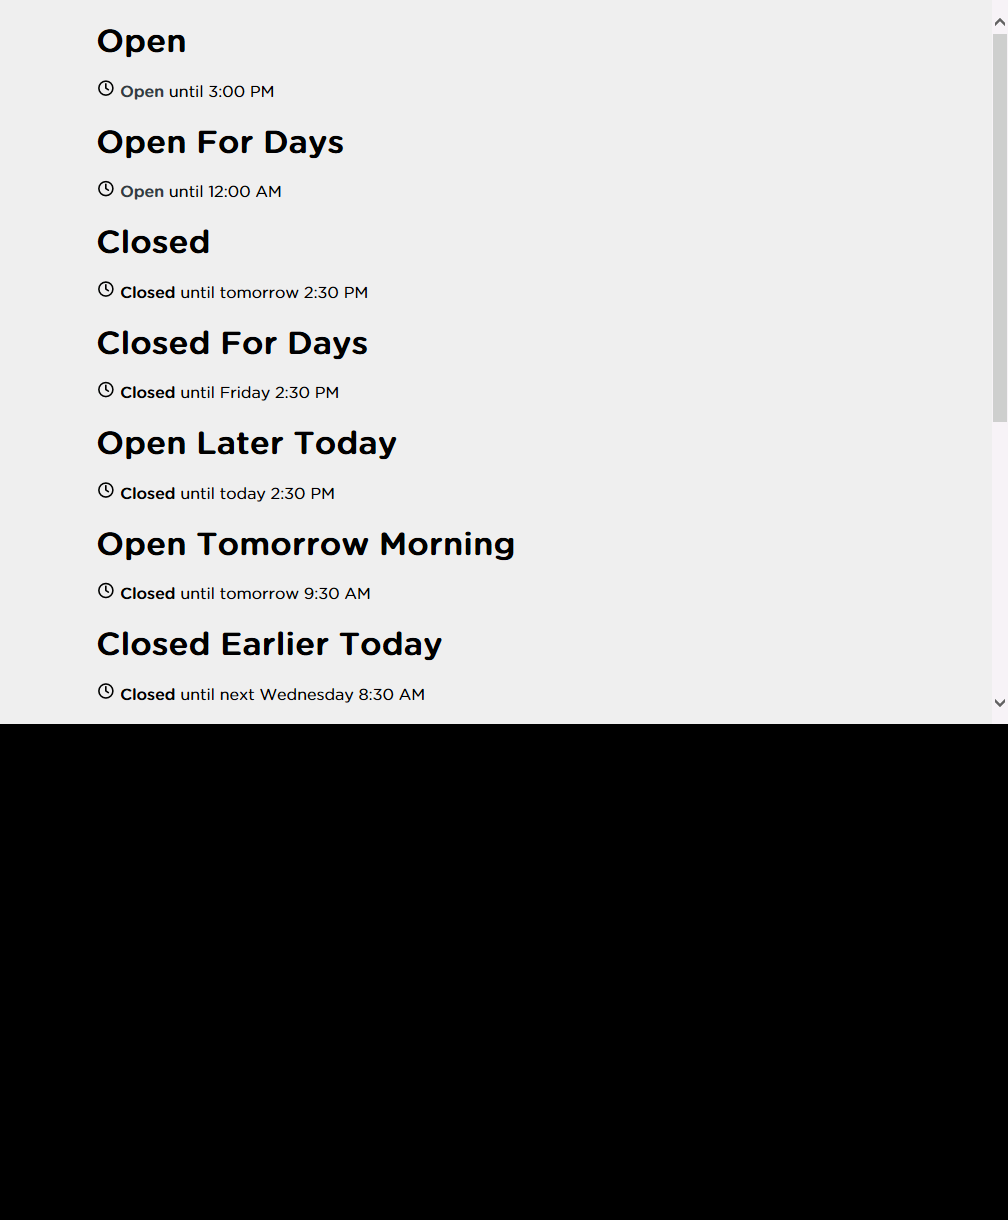 Open
Open until 3:00 PM
Open For Days
Open until 12:00 AM
Closed
Closed until tomorrow 2:30 PM
Closed For Days
Closed until Friday 2:30 PM
Open Later Today
Closed until today 2:30 PM
Open Tomorrow Morning
Closed until tomorrow 9:30 AM
Closed Earlier Today
Closed until next Wednesday 8:30 AM